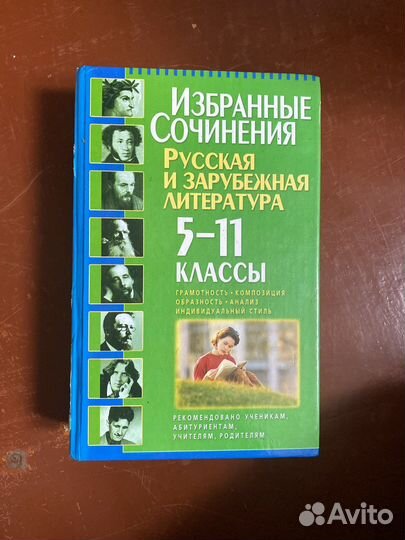 ИЗБРАННЫЕ
СОЧИНЕНИЯ
РУССКАЯ
И ЗАРУБЕЖНАЯ
ЛИТЕРАТУРА
5–11
КЛАССЫ
ГРАМОТНОСТЬ • КОМПОЗИЦИЯ
ОБРАЗНОСТЬ • АНАЛИЗ
ИНДИВИДУАЛЬНЫЙ СТИЛЬ
РЕКОМЕНДОВАНО УЧЕНИКАМ,
АБИТУРИЕНТАМ,
УЧИТЕЛЯМ, РОДИТЕЛЯМ
Avito